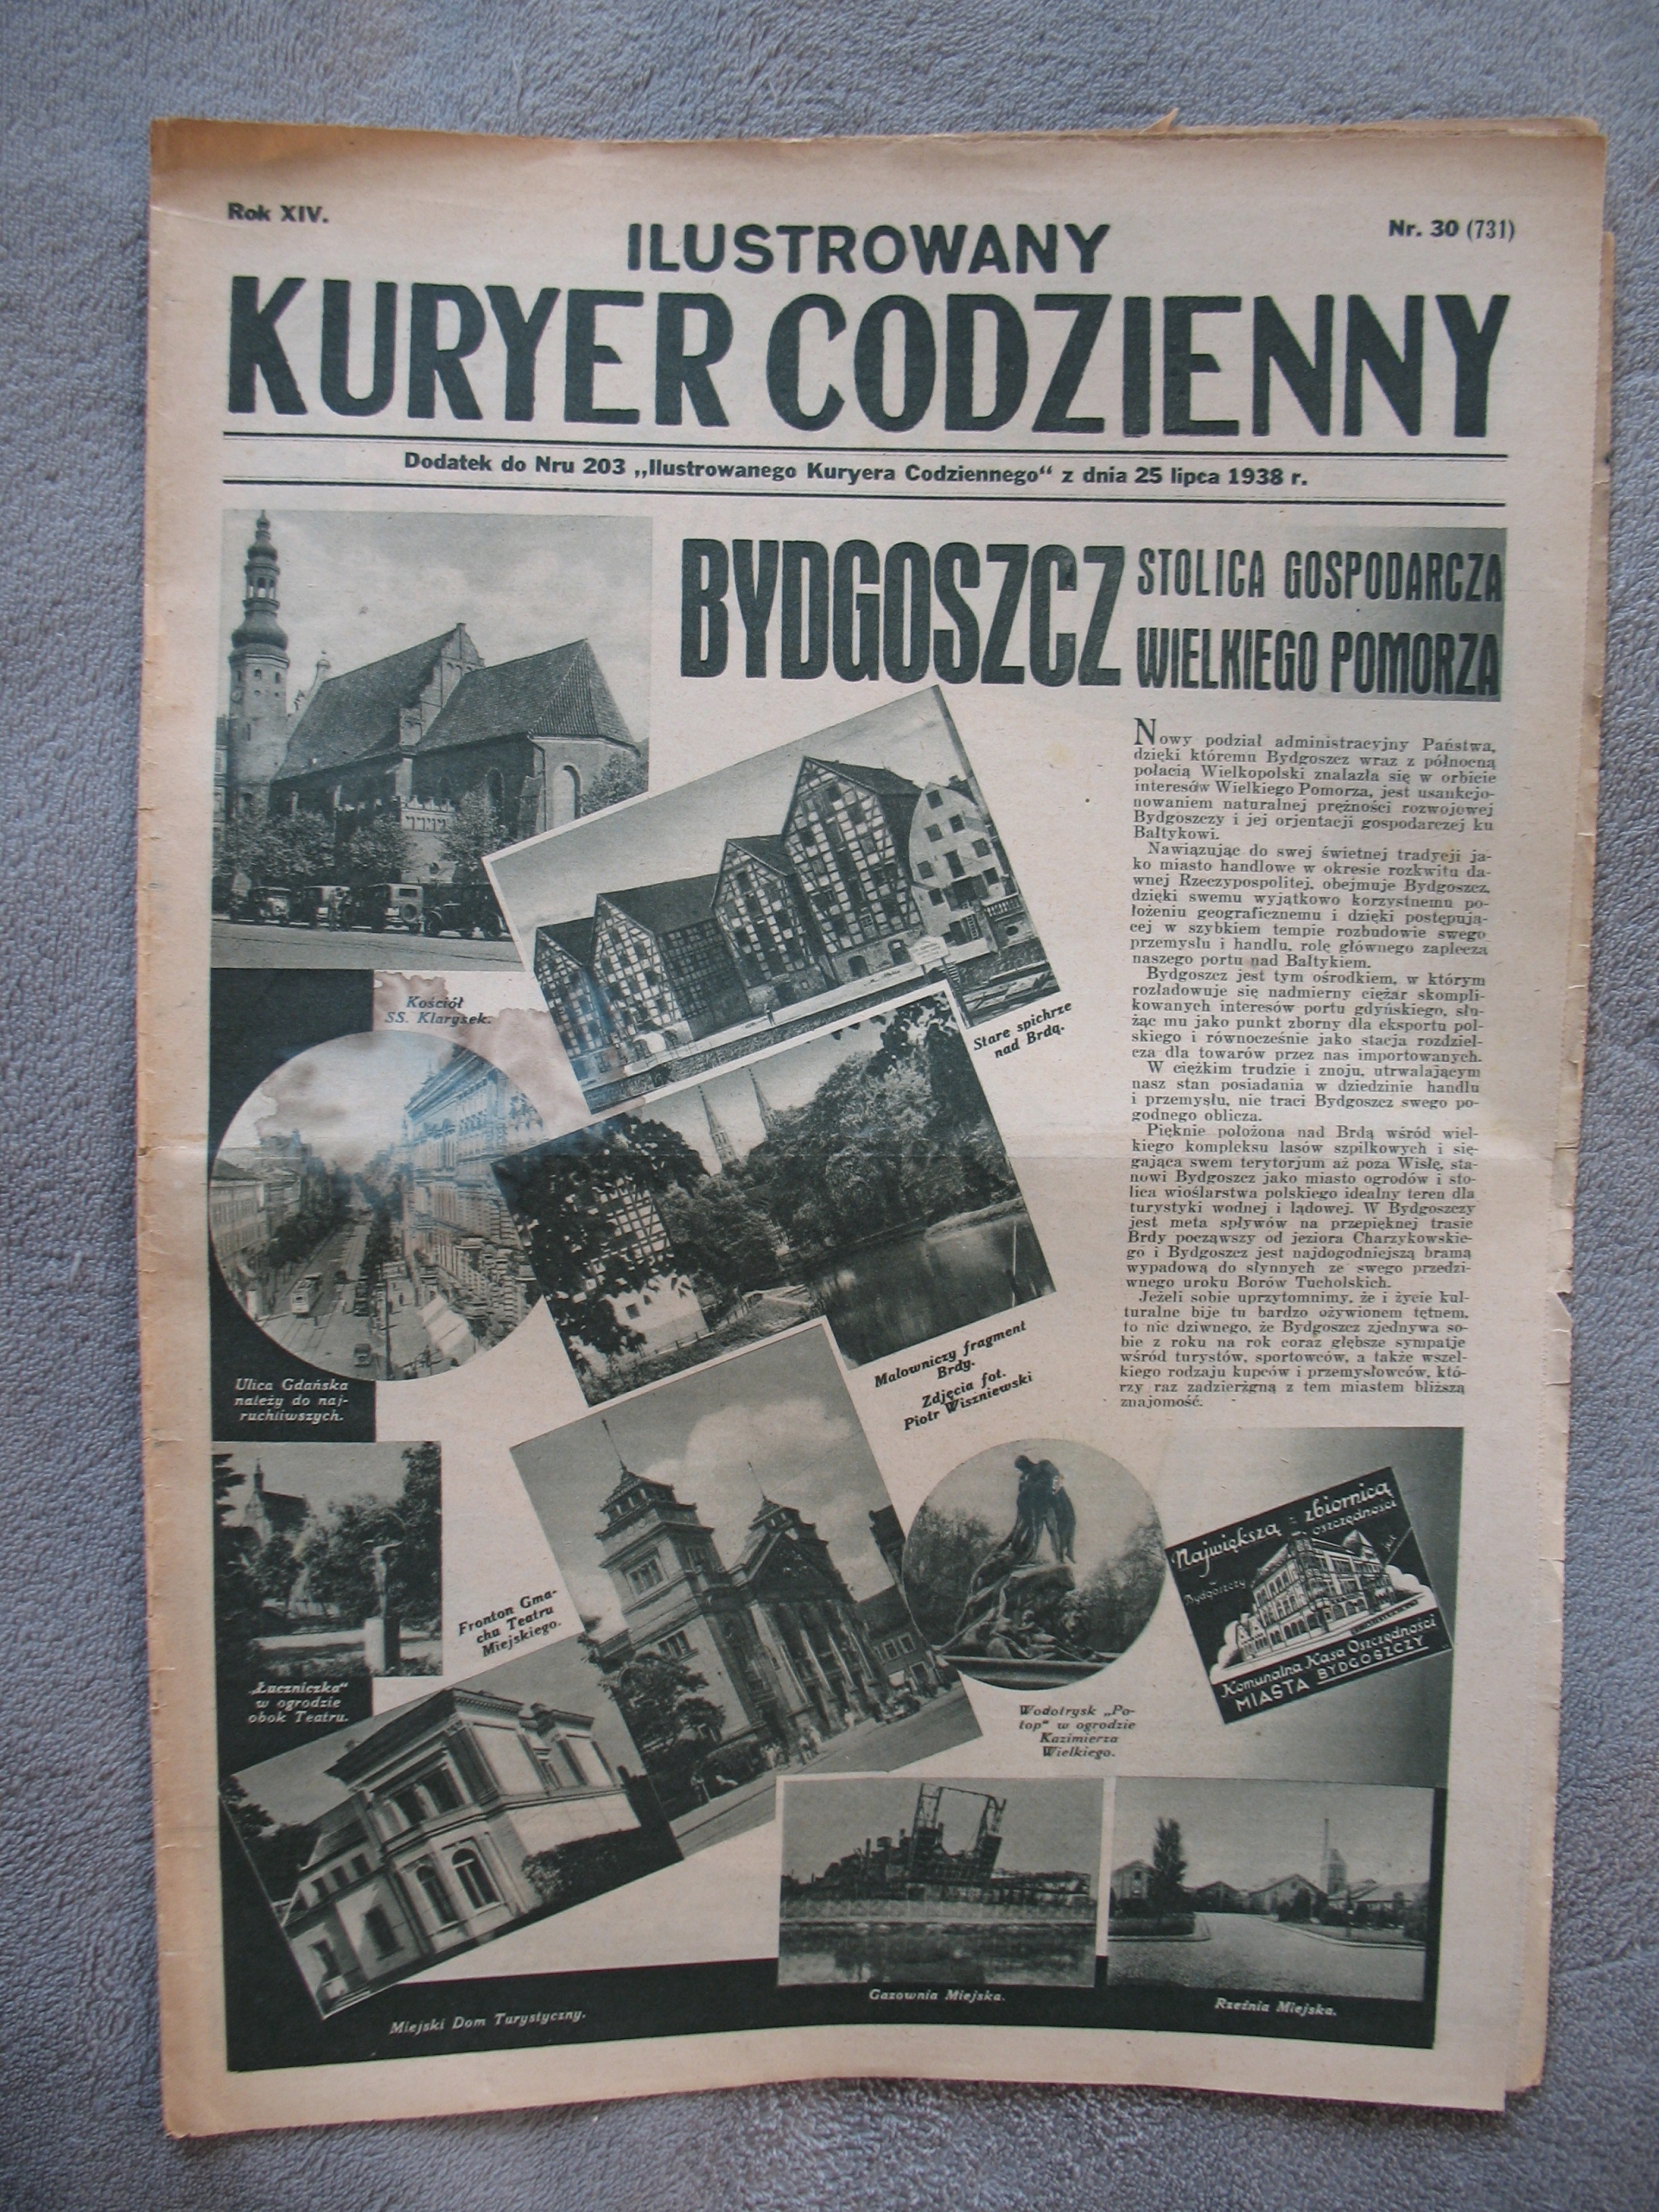 Rok XIV.
Nr. 30 (731)
ILUSTROWANY
KURYER CODZIENNY
Dodatek do Nru 203 „Ilustrowanego Kuryera Codziennego“ z dnia 25 lipca 1938 r.
BYDGOSZCZ
STOLICA GOSPODARCZA
WIELKIEGO POMORZA
Nowy podział administracyjny Państwa,
dzięki któremu Bydgoszcz wraz z północną
połacią Wielkopolski znalazła się w orbicie
interesów Wielkiego Pomorza, jest usankcjo-
nowaniem naturalnej prężności rozwojowej
Bydgoszczy i jej orjentacji gospodarczej ku
Bałtykowi.
Nawiązując do swej świetnej tradycji ja-
ko miasto handlowe w okresie rozkwitu da-
wnej Rzeczypospolitej, obejmuje Bydgoszcz,
dzięki swemu wyjątkowo korzystnemu po-
łożeniu geograficznemu i dzięki postępują-
cej w szybkiem tempie rozbudowie swego
przemysłu i handlu, rolę głównego zaplecza
naszego portu nad Bałtykiem.
Bydgoszcz jest tym ośrodkiem, w którym
rozładowuje się nadmierny ciężar skompli-
kowanych interesów portu gdyńskiego, słu-
żąc mu jako punkt zborny dla eksportu pol-
skiego i równocześnie jako stacja rozdziel-
cza dla towarów przez nas importowanych.
W ciężkim trudzie i znoju, utrwalającym
nasz stan posiadania w dziedzinie handlu
i przemysłu, nie traci Bydgoszcz swego po-
godnego oblicza.
Pięknie położona nad Brdą wśród wiel-
kiego kompleksu lasów szpilkowych i się-
gająca swem terytorjum aż poza Wisłę, sta-
nowi Bydgoszcz jako miasto ogrodów i sto-
lica wioślarstwa polskiego idealny teren dla
turystyki wodnej i lądowej. W Bydgoszczy
jest meta spływów na przepięknej trasie
Brdy począwszy od jeziora Charzykowskie-
go i Bydgoszcz jest najdogodniejszą bramą
wypadową do słynnych ze swego przedzi-
wnego uroku Borów Tucholskich.
Jeżeli sobie uprzytomnimy, że i życie kul-
turalne bije tu bardzo ożywionem tętnem,
to nic dziwnego, że Bydgoszcz zjednywa so-
bie z roku na rok coraz głębsze sympatje
wśród turystów, sportowców, a także wszel-
kiego rodzaju kupców i przemysłowców, któ-
rzy raz zadzierżgną z tem miastem bliższą
znajomość.
Kościół
SS. Klarysek.
Stare spichrze
nad Brdą.
Malowniczy fragment
Brdy.
Zdjęcia fot.
Piotr Wiszniewski
Ulica Gdańska
należy do naj-
ruchliwszych.
Fronton Gma-
chu Teatru
Miejskiego.
„Łuczniczka“
w ogrodzie
obok Teatru.
Wodotrysk „Po-
top“ w ogrodzie
Kazimierza
Wielkiego.
Największą zbiornicą
oszczędności
w
Bydgoszczy
jest
Komunalna Kasa Oszczędności
MIASTA BYDGOSZCZY
Miejski Dom Turystyczny.
Gazownia Miejska.
Rzeźnia Miejska.